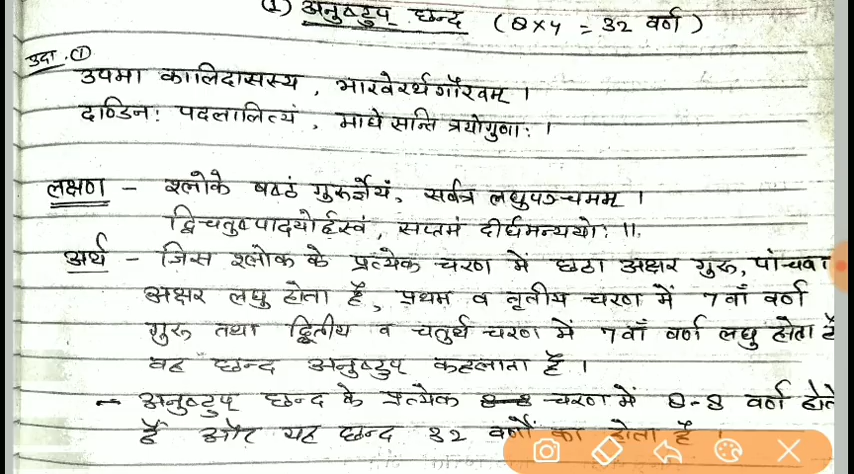 (1) अनुष्टुप् छन्द (8x4 = 32 वर्ण)
उदा.①
उपमा कालिदासस्य, भारवेरर्थगौरवम् ।
दाण्डिन: पदलालित्यं, माघे सन्ति त्रयोगुणा: ।
लक्षण - श्लोके षष्ठं गुरुर्ज्ञेयं, सर्वत्र लघुपञ्चमम् ।
द्विचतुष्पादयोर्ह्रस्वं, सप्तमं दीर्घमन्ययो: ॥
अर्थ - जिस श्लोक के प्रत्येक चरण में छठा अक्षर गुरु, पांचवा
अक्षर लघु होता है, प्रथम व तृतीय चरण में 7वाँ वर्ण
गुरु तथा द्वितीय व चतुर्थ चरण में 7वाँ वर्ण लघु होता है
वह छन्द अनुष्टुप् कहलाता है ।
- अनुष्टुप् छन्द के प्रत्येक चरण में 8-8 वर्ण होते
हैं और यह छन्द 32 वर्णों का होता है ।